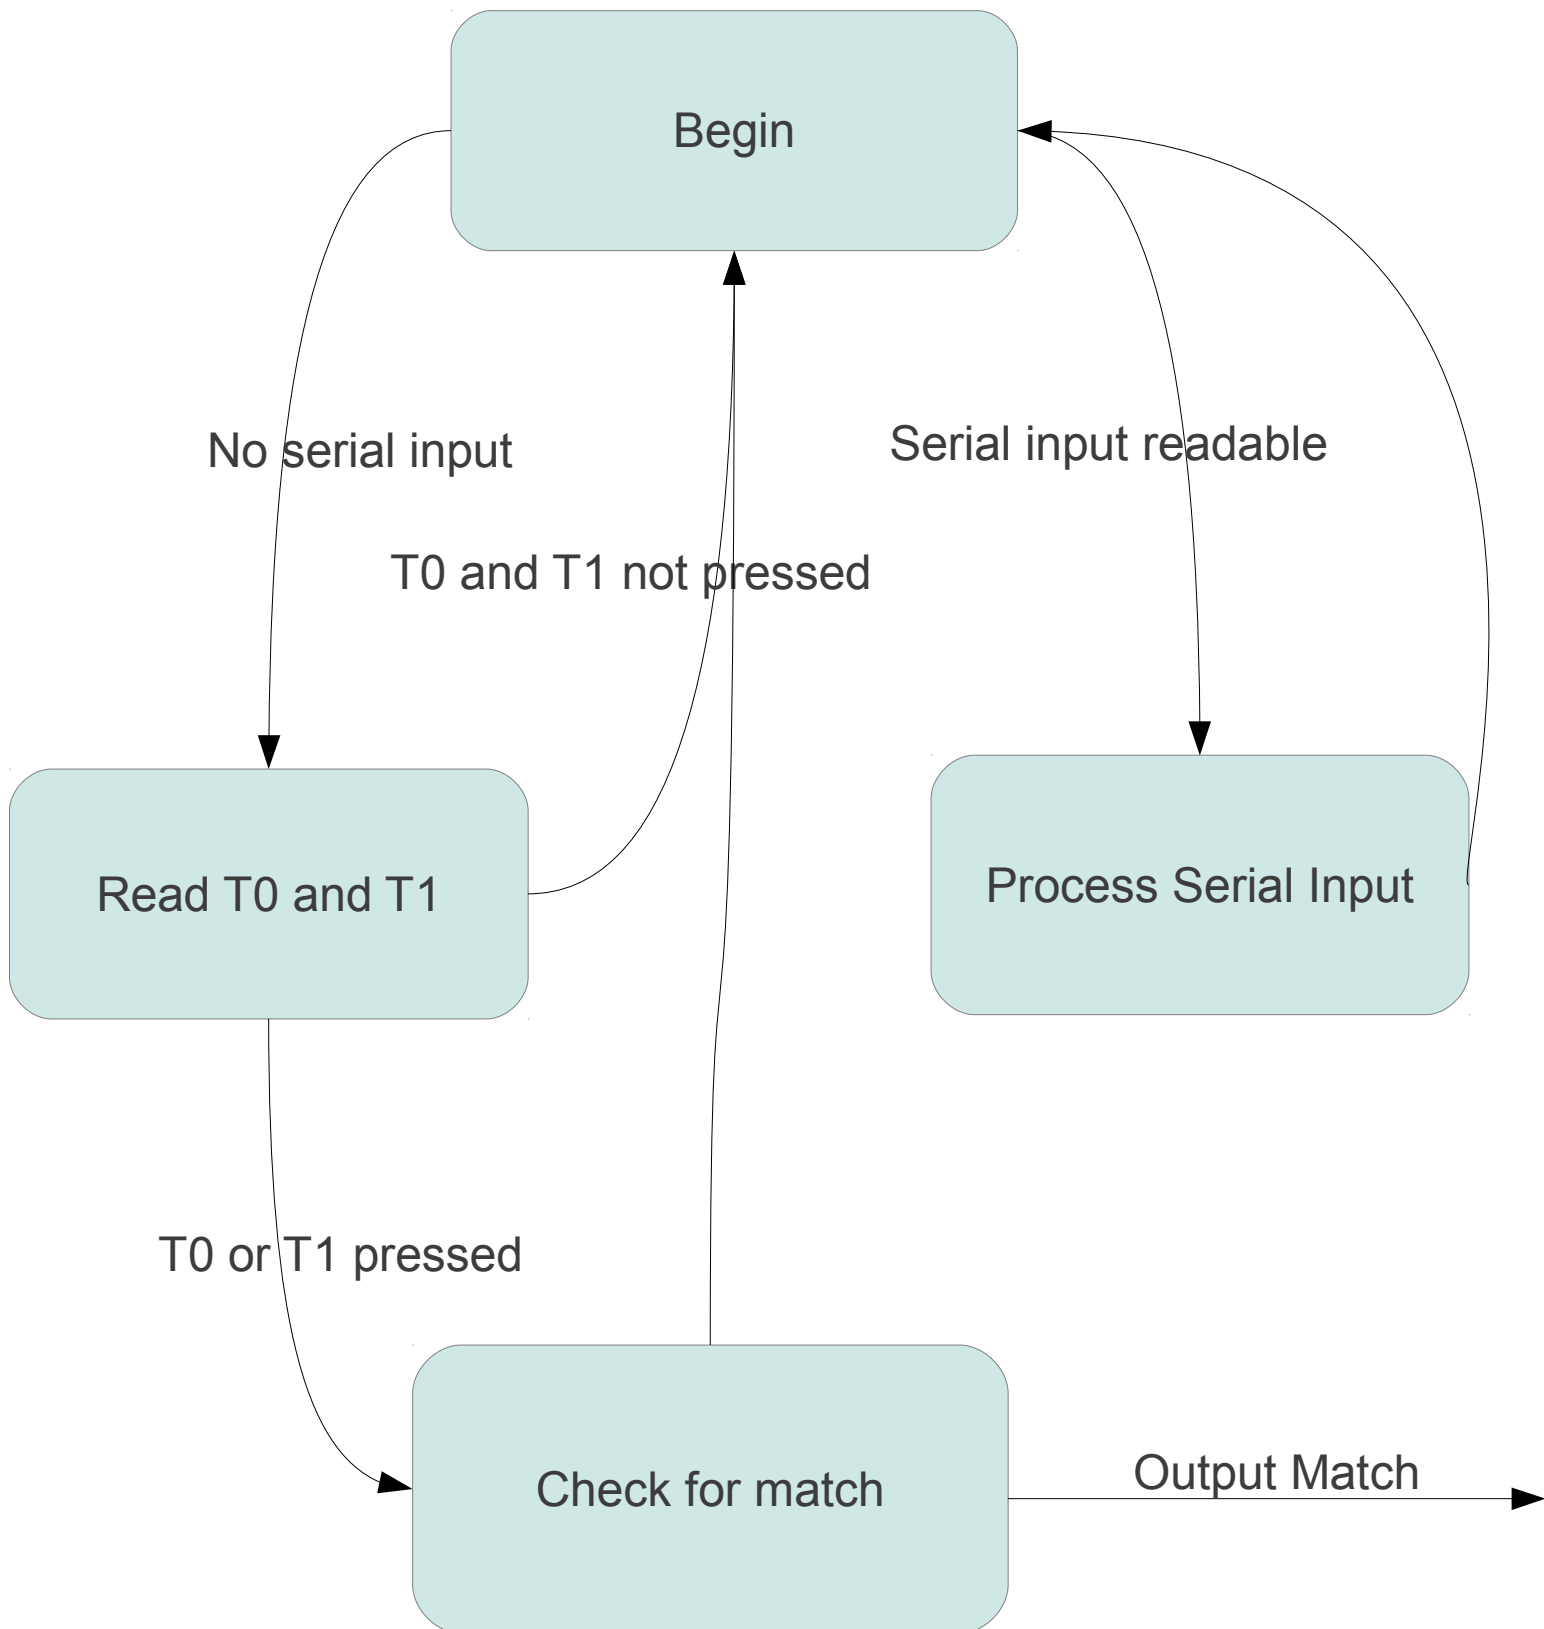 Begin
No serial input
Serial input readable
T0 and T1 not pressed
Read T0 and T1
Process Serial Input
T0 or T1 pressed
Check for match
Output Match